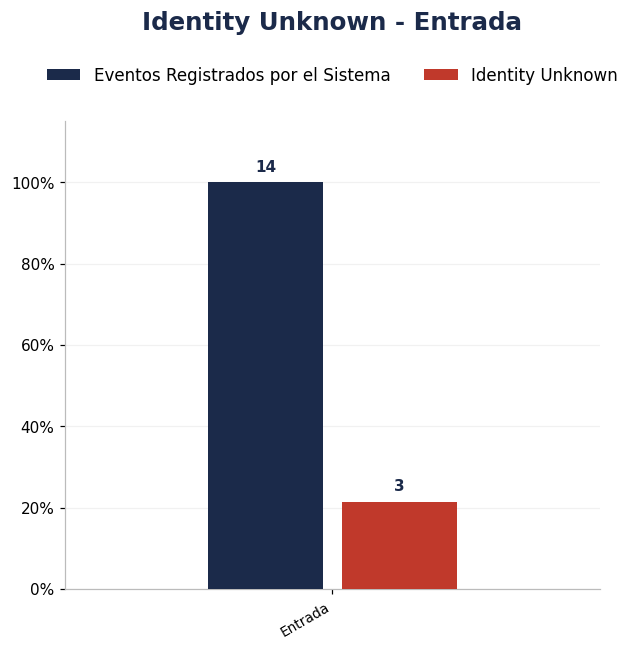 Identity Unknown - Entrada
Eventos Registrados por el Sistema Identity Unknown
14
100%
80%
60%
40%
3
20%
0%
Entrada